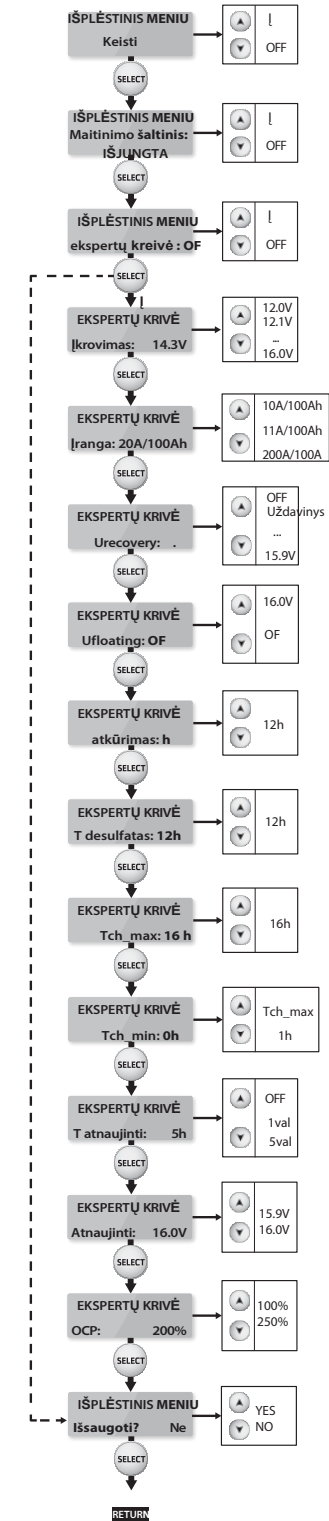 IŠPLĖSTINIS MENIU
Keisti
Į
OFF
SELECT
IŠPLĖSTINIS MENIU
Maitinimo šaltinis:
IŠJUNGTA
Į
OFF
SELECT
IŠPLĖSTINIS MENIU
ekspertų kreivė : OF
Į
OFF
SELECT
Į
EKSPERTŲ KRIVĖ
Įkrovimas: 14.3V
12.0V
12.1V
...
16.0V
SELECT
EKSPERTŲ KRIVĖ
Įranga: 20A/100Ah
10A/100Ah
11A/100Ah
200A/100A
SELECT
EKSPERTŲ KRIVĖ
Urecovery: .
OFF
Uždavinys
...
15.9V
SELECT
EKSPERTŲ KRIVĖ
Ufloating: OF
16.0V
OF
SELECT
EKSPERTŲ KRIVĖ
atkūrimas: h
12h
SELECT
EKSPERTŲ KRIVĖ
T desulfatas: 12h
12h
SELECT
EKSPERTŲ KRIVĖ
Tch_max: 16 h
16h
SELECT
EKSPERTŲ KRIVĖ
Tch_min: 0h
Tch_max
1h
SELECT
EKSPERTŲ KRIVĖ
T atnaujinti: 5h
OFF
1val
5val
SELECT
EKSPERTŲ KRIVĖ
Atnaujinti: 16.0V
15.9V
16.0V
SELECT
EKSPERTŲ KRIVĖ
OCP: 200%
100%
250%
SELECT
IŠPLĖSTINIS MENIU
Išsaugoti? Ne
YES
NO
SELECT
RETURN